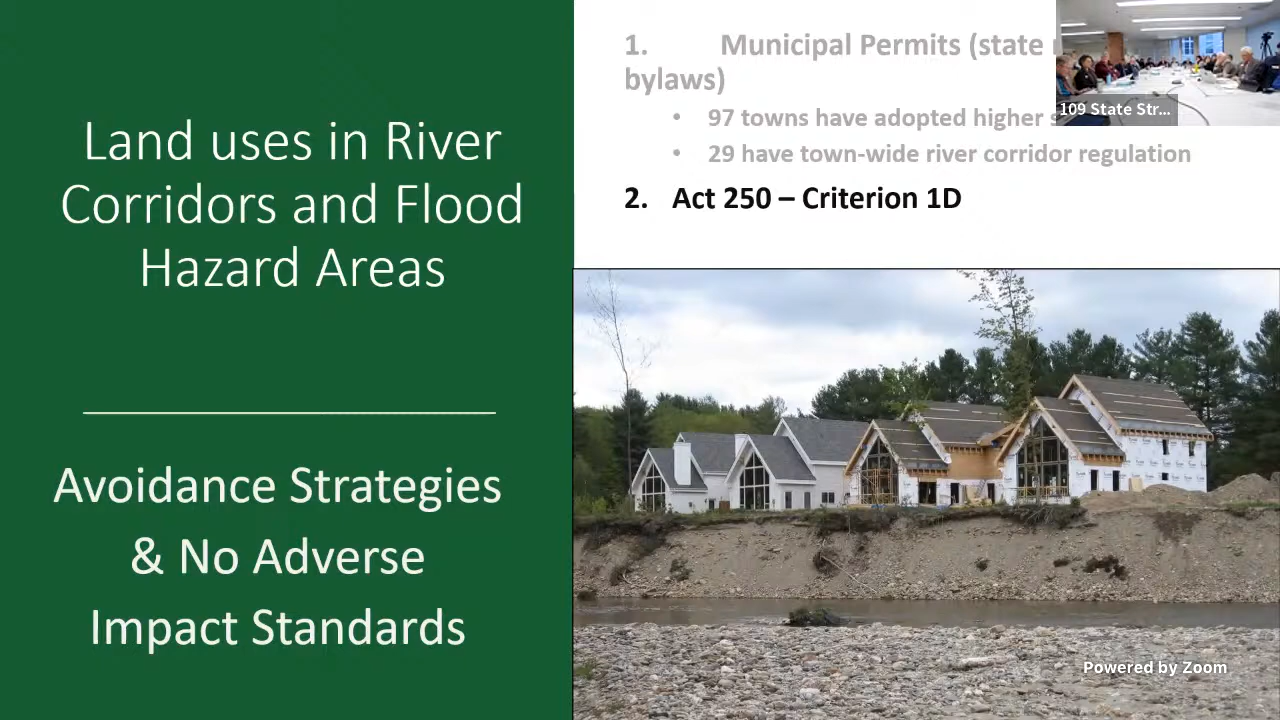 Land uses in River
Corridors and Flood
Hazard Areas
Avoidance Strategies
& No Adverse
Impact Standards
1. Municipal Permits (state
bylaws)
• 97 towns have adopted higher
• 29 have town-wide river corridor regulation
2. Act 250 – Criterion 1D
109 State Str...
Powered by Zoom